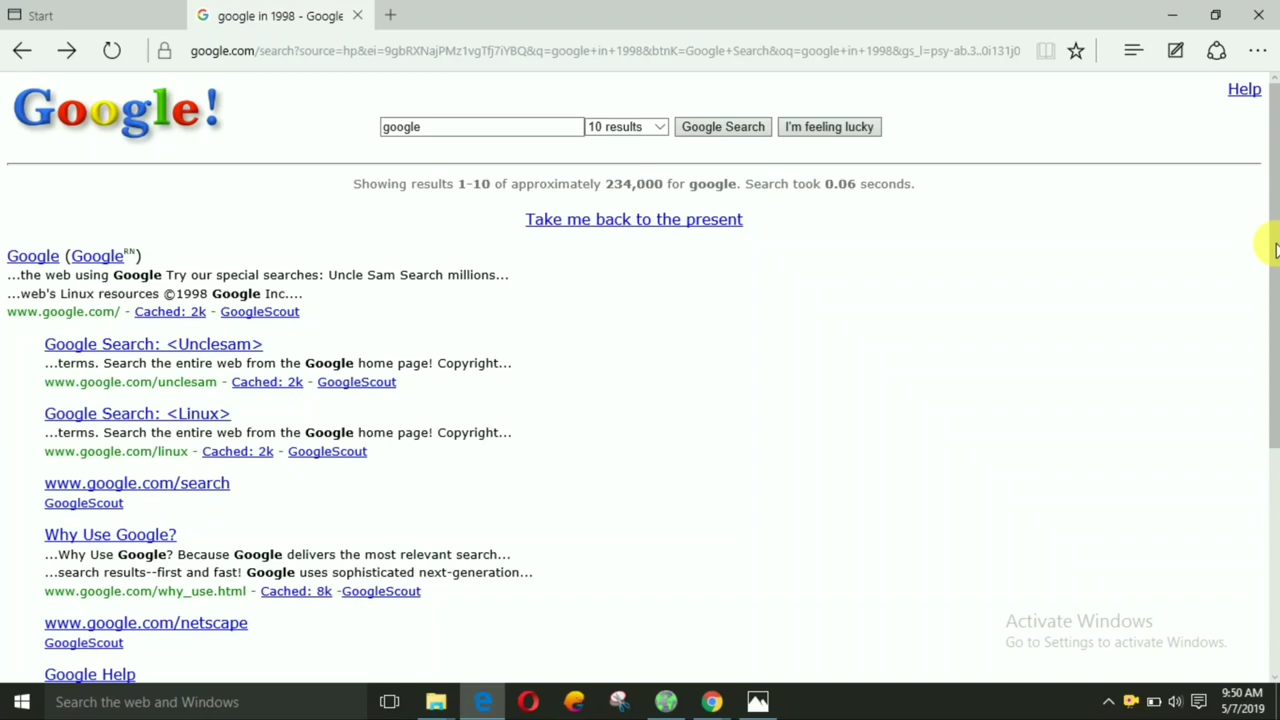 Start
google in 1998 - Google
google.com/search?source=hp&ei=9gbRXNajPMz1vgTfj7iYBQ&q=google+in+1998&btnK=Google+Search&oq=google+in+1998&gs_l=psy-ab.3..0i131j0
Google!
Help
google
10 results
Google Search
I'm feeling lucky
Showing results 1-10 of approximately 234,000 for google. Search took 0.06 seconds.
Take me back to the present
Google (GoogleRN)
...the web using Google Try our special searches: Uncle Sam Search millions...
...web's Linux resources ©1998 Google Inc....
www.google.com/ - Cached: 2k - GoogleScout
Google Search: <Unclesam>
...terms. Search the entire web from the Google home page! Copyright...
www.google.com/unclesam - Cached: 2k - GoogleScout
Google Search: <Linux>
...terms. Search the entire web from the Google home page! Copyright...
www.google.com/linux - Cached: 2k - GoogleScout
www.google.com/search
GoogleScout
Why Use Google?
...Why Use Google? Because Google delivers the most relevant search...
...search results--first and fast! Google uses sophisticated next-generation...
www.google.com/why_use.html - Cached: 8k -GoogleScout
www.google.com/netscape
GoogleScout
Google Help
Activate Windows
Go to Settings to activate Windows.
Search the web and Windows
9:50 AM
5/7/2019